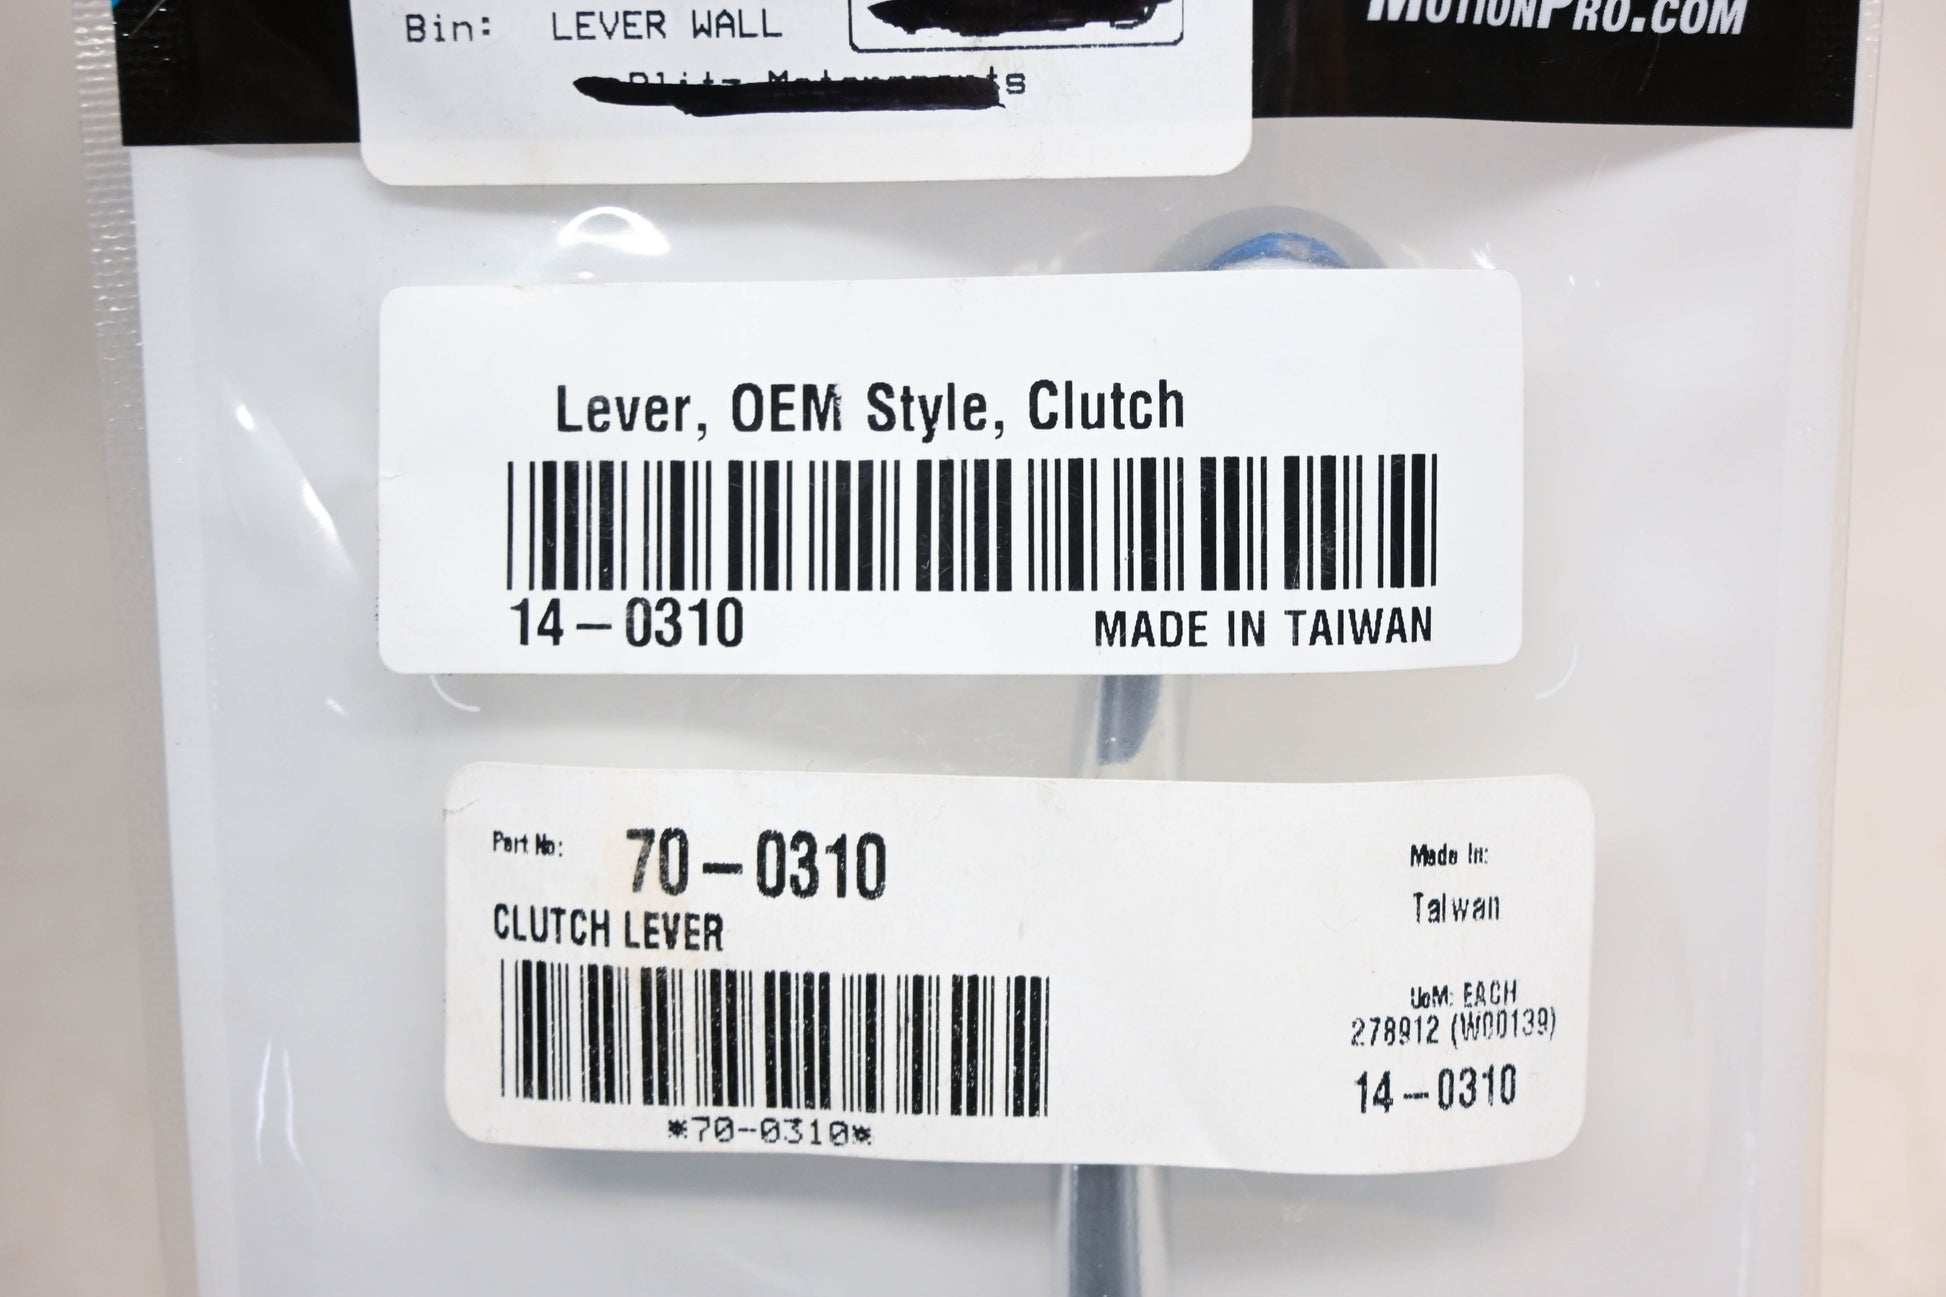 MOTIONPRO.COM
Bin: LEVER WALL
Lever, OEM Style, Clutch
14-0310
MADE IN TAIWAN
Part No: 70-0310
CLUTCH LEVER
*70-0310*
Made In:
Taiwan
UoM: EACH
278912 (W00139)
14-0310